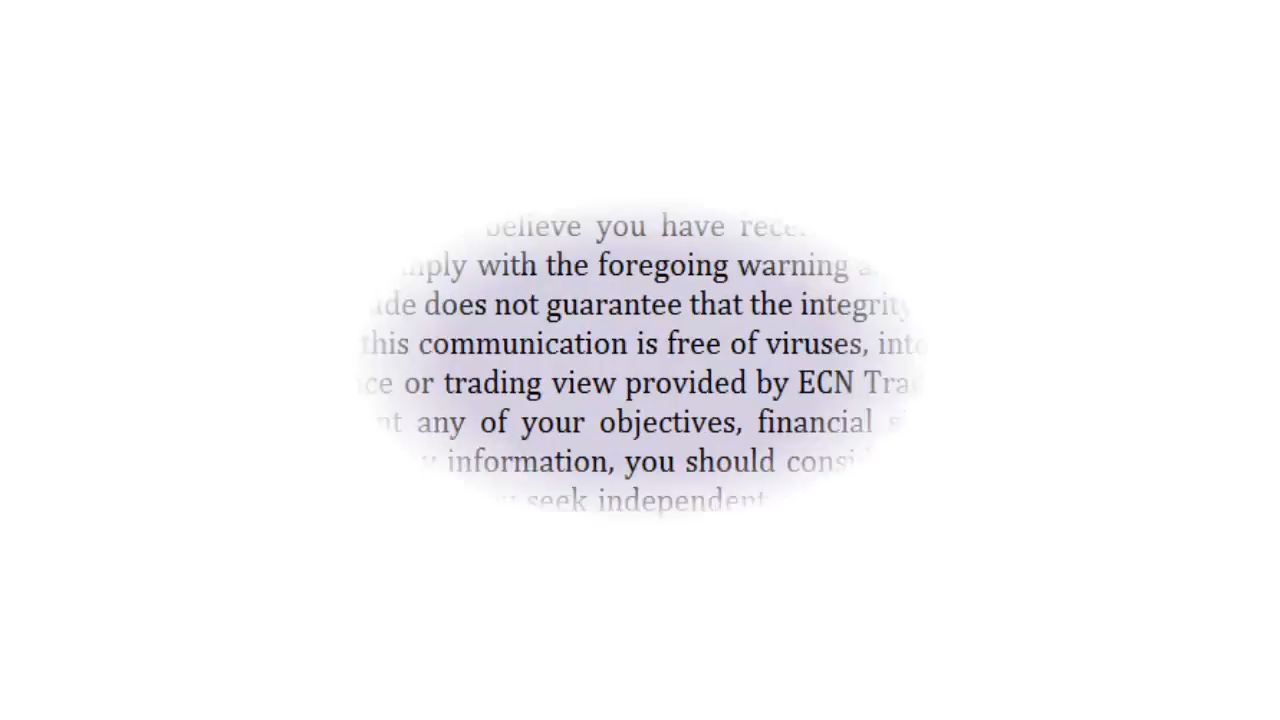 believe you have
with the foregoing warning
does not guarantee that the integrity
this communication is free of viruses,
or trading view provided by ECN
any of your objectives, financial
information, you should
seek independent